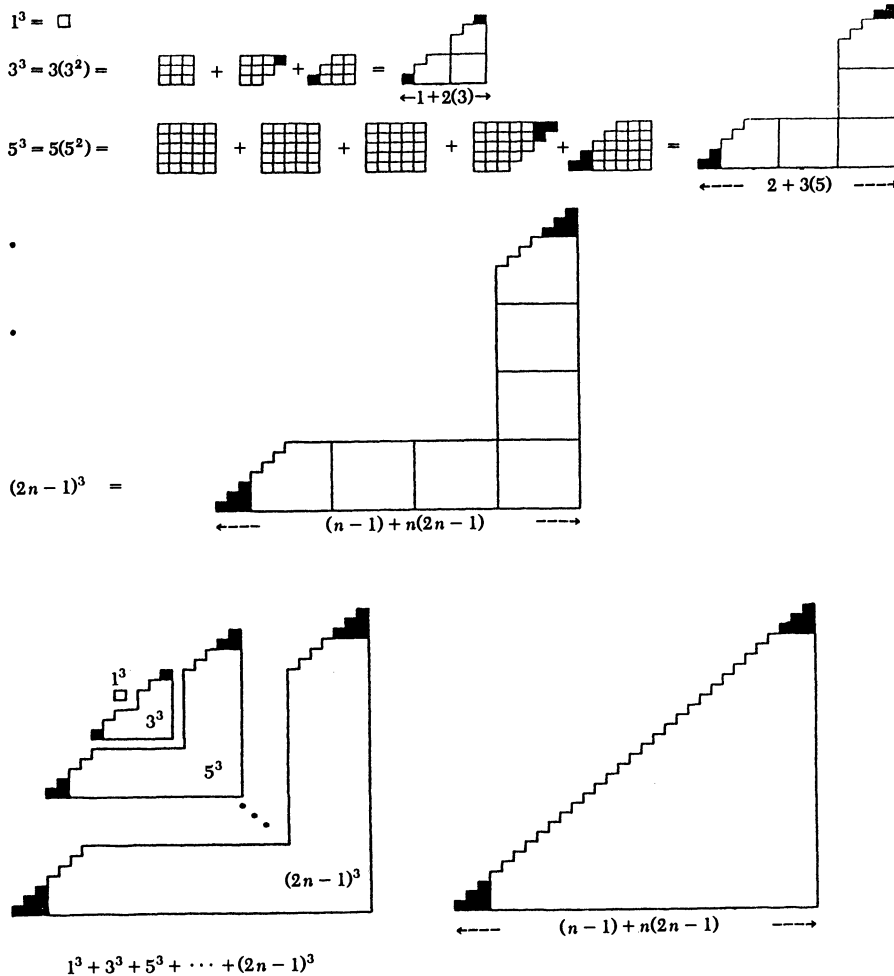 1³ =
3³ = 3(3²) = + + =
←1 + 2(3)→
5³ = 5(5²) = + + + + =
←---- 2 + 3(5) ----→
(2n − 1)³ =
←---- (n − 1) + n(2n − 1) ----→
1³
3³
5³
(2n − 1)³
←---- (n − 1) + n(2n − 1) ----→
1³ + 3³ + 5³ + ··· + (2n − 1)³